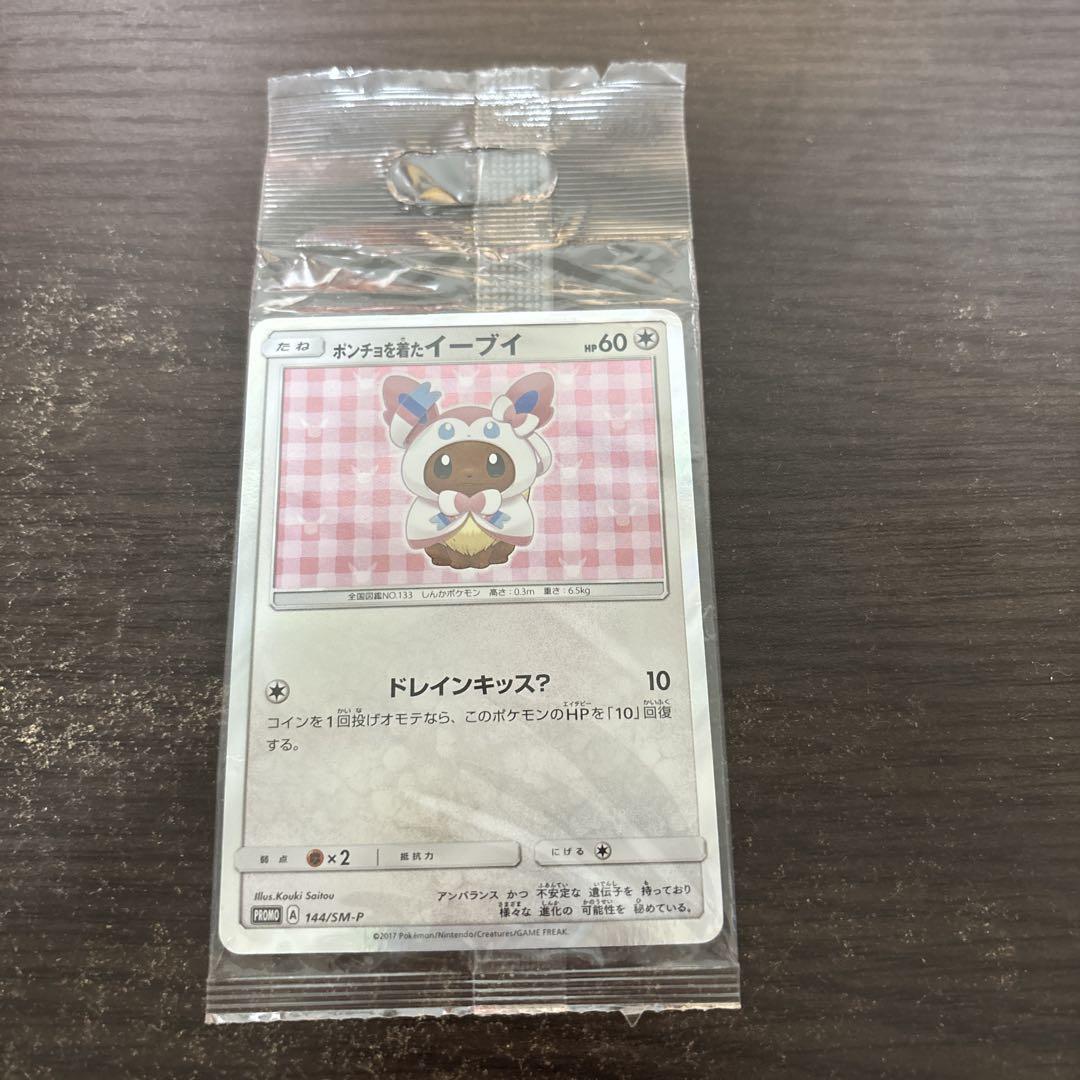 たね ポンチョを着たイーブイ HP60
全国図鑑NO.133 しんかポケモン 高さ:0.3m 重さ:6.5kg
ドレインキッス? 10
コインを1回投げオモテなら、このポケモンのHPを「10」回復
する。
弱点 ×2 抵抗力 にげる
Illus.Kouki Saitou
アンバランス かつ 不安定な 遺伝子を 持っており
PROMO A 144/SM-P
様々な 進化の 可能性を 秘めている。
©2017 Pokémon/Nintendo/Creatures/GAME FREAK.